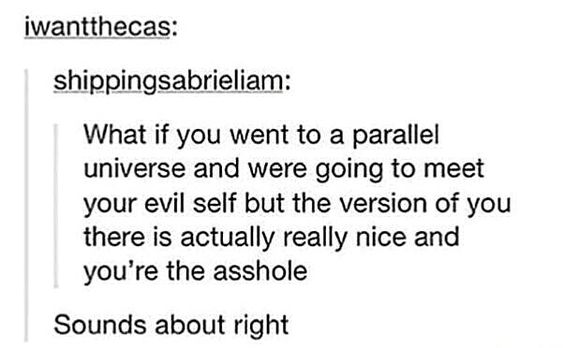 iwantthecas:
shippingsabrieliam:
What if you went to a parallel
universe and were going to meet
your evil self but the version of you
there is actually really nice and
you're the asshole
Sounds about right